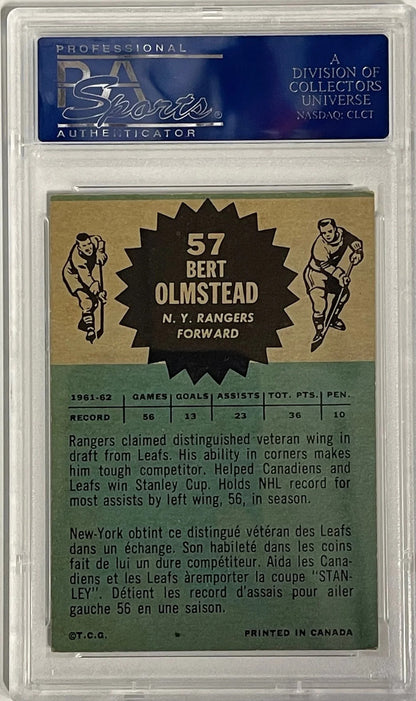 PROFESSIONAL
PSA
Sports®
AUTHENTICATOR
A
DIVISION OF
COLLECTORS
UNIVERSE
NASDAQ: CLCT
57
BERT
OLMSTEAD
N. Y. RANGERS
FORWARD
1961-62 GAMES GOALS ASSISTS TOT. PTS. PEN.
RECORD 56 13 23 36 10
Rangers claimed distinguished veteran wing in
draft from Leafs. His ability in corners makes
him tough competitor. Helped Canadiens and
Leafs win Stanley Cup. Holds NHL record for
most assists by left wing, 56, in season.
New-York obtint ce distingué vétéran des Leafs
dans un échange. Son habileté dans les coins
fait de lui un dure compétiteur. Aida les Cana-
diens et les Leafs àremporter la coupe "STAN-
LEY". Détient les record d'assais pour ailer
gauche 56 en une saison.
©T.C.G. PRINTED IN CANADA